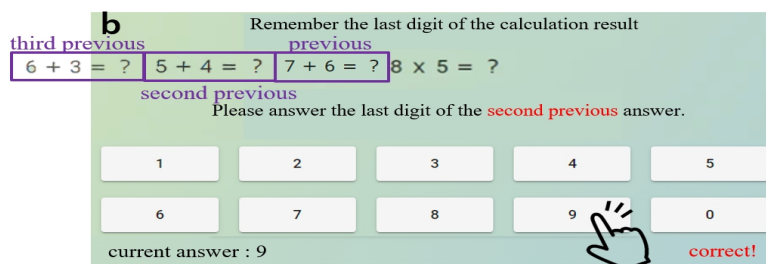 b
Remember the last digit of the calculation result
third previous
previous
6 + 3 = ? 5 + 4 = ? 7 + 6 = ? 8 x 5 = ?
second previous
Please answer the last digit of the second previous answer.
1 2 3 4 5
6 7 8 9 0
current answer : 9 correct!